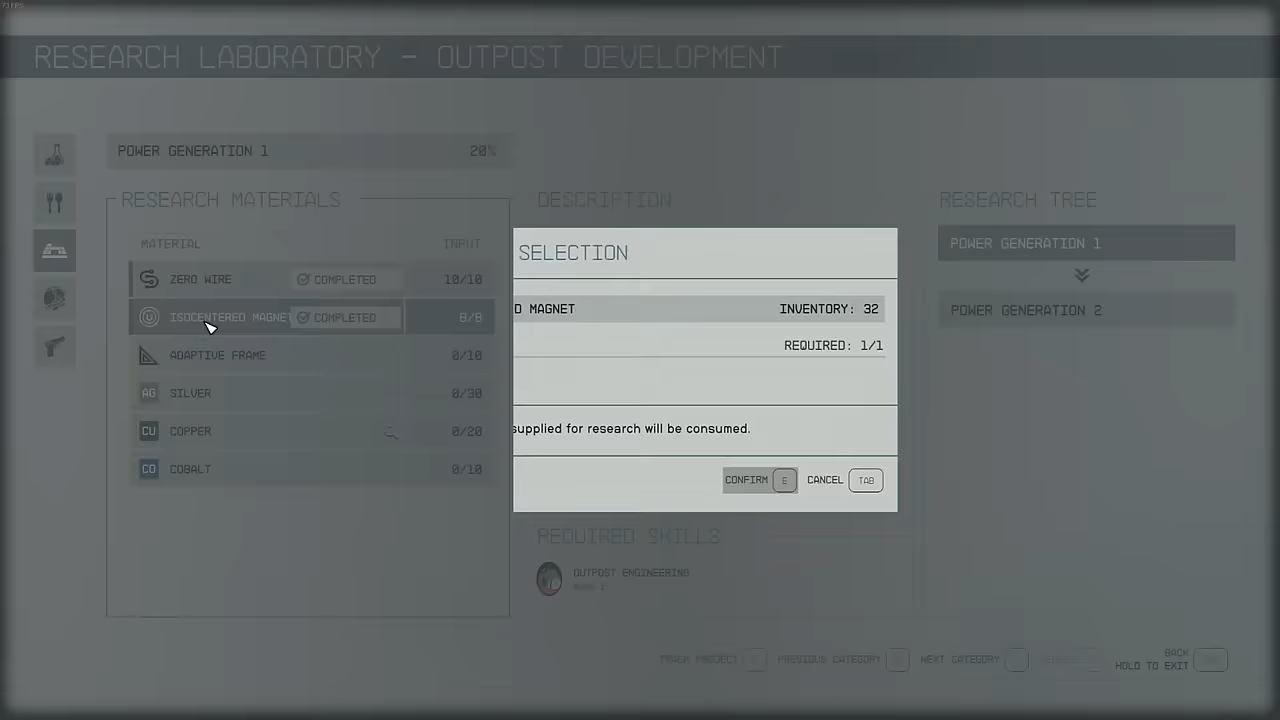 71 FPS
RESEARCH LABORATORY - OUTPOST DEVELOPMENT
POWER GENERATION 1 20%
RESEARCH MATERIALS
MATERIAL INPUT
ZERO WIRE COMPLETED 10/10
ISOCENTERED MAGNET COMPLETED 8/8
ADAPTIVE FRAME 0/10
AG SILVER 0/30
CU COPPER 0/20
CO COBALT 0/10
DESCRIPTION
SELECTION
D MAGNET INVENTORY: 32
REQUIRED: 1/1
supplied for research will be consumed.
CONFIRM E CANCEL TAB
REQUIRED SKILLS
OUTPOST ENGINEERING
RESEARCH TREE
POWER GENERATION 1
POWER GENERATION 2
TRACK PROJECT PREVIOUS CATEGORY NEXT CATEGORY
BACK
HOLD TO EXIT